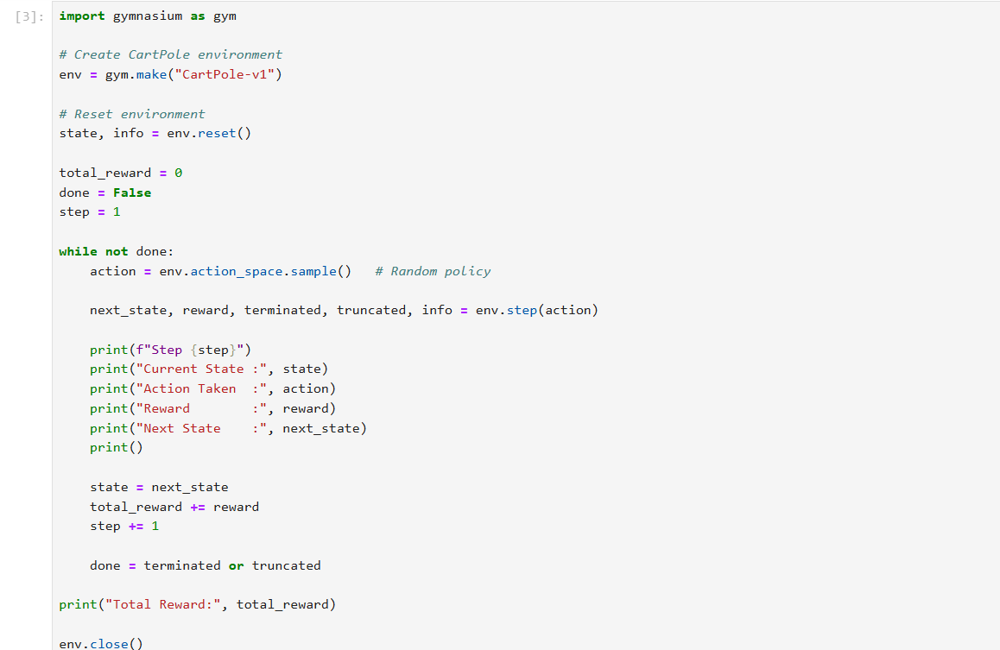 [3]: import gymnasium as gym
# Create CartPole environment
env = gym.make("CartPole-v1")
# Reset environment
state, info = env.reset()
total_reward = 0
done = False
step = 1
while not done:
    action = env.action_space.sample()   # Random policy
    next_state, reward, terminated, truncated, info = env.step(action)
    print(f"Step {step}")
    print("Current State :", state)
    print("Action Taken  :", action)
    print("Reward        :", reward)
    print("Next State    :", next_state)
    print()
    state = next_state
    total_reward += reward
    step += 1
    done = terminated or truncated
print("Total Reward:", total_reward)
env.close()